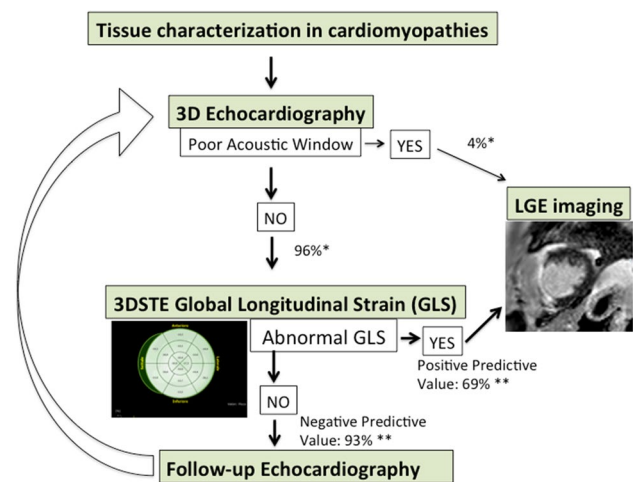 Tissue characterization in cardiomyopathies
3D Echocardiography
Poor Acoustic Window
YES
4%*
LGE imaging
NO
96%*
3DSTE Global Longitudinal Strain (GLS)
Abnormal GLS
YES
Positive Predictive
Value: 69% **
NO
Negative Predictive
Value: 93% **
Follow-up Echocardiography